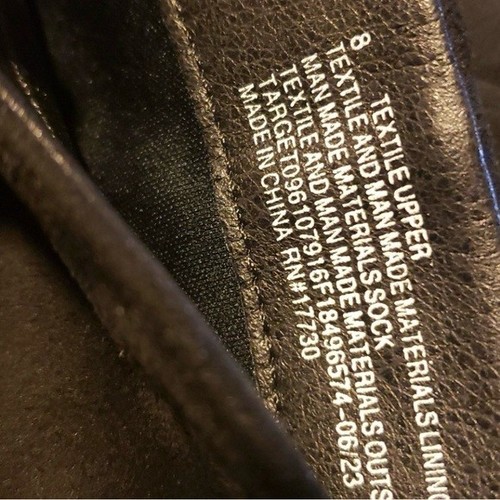 8
TEXTILE UPPER
TEXTILE AND MAN MADE MATERIALS LININ
MAN MADE MATERIALS SOCK
TEXTILE AND MAN MADE MATERIALS OUTS
TARGET096107916F18496574-06/23
MADE IN CHINA RN#17730